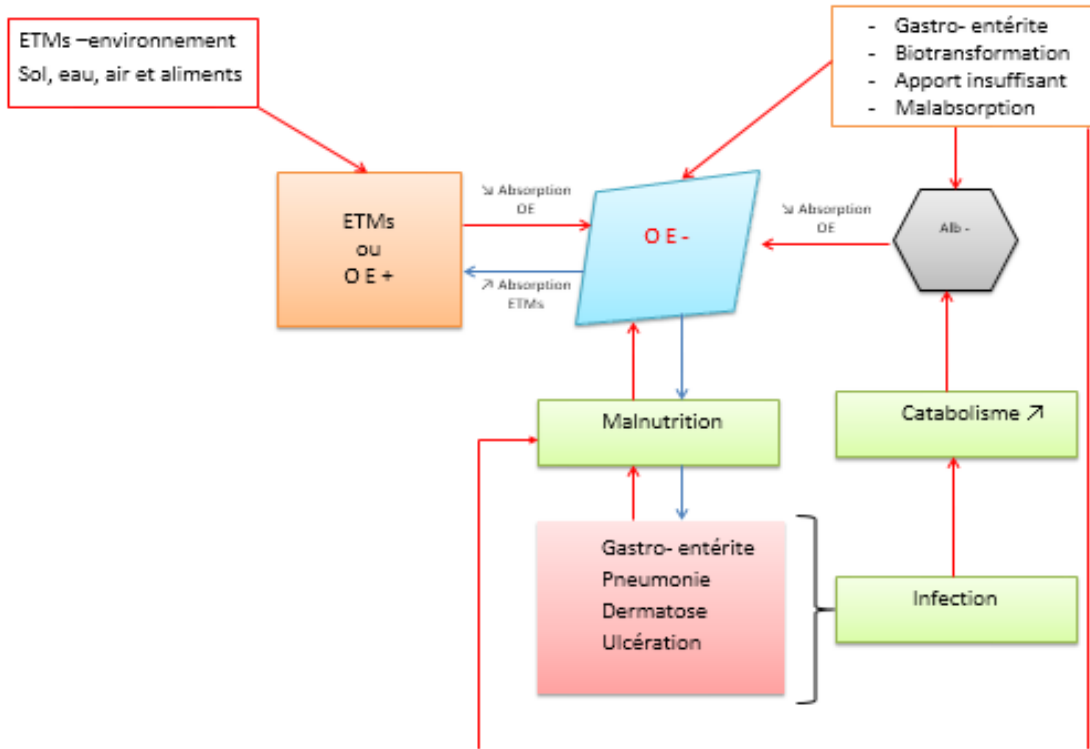 ETMs –environnement
Sol, eau, air et aliments
- Gastro- entérite
- Biotransformation
- Apport insuffisant
- Malabsorption
ETMs
ou
O E +
↘ Absorption
OE
↗ Absorption
ETMs
O E -
↘ Absorption
OE
Alb -
Malnutrition
Catabolisme ↗
Gastro- entérite
Pneumonie
Dermatose
Ulcération
Infection